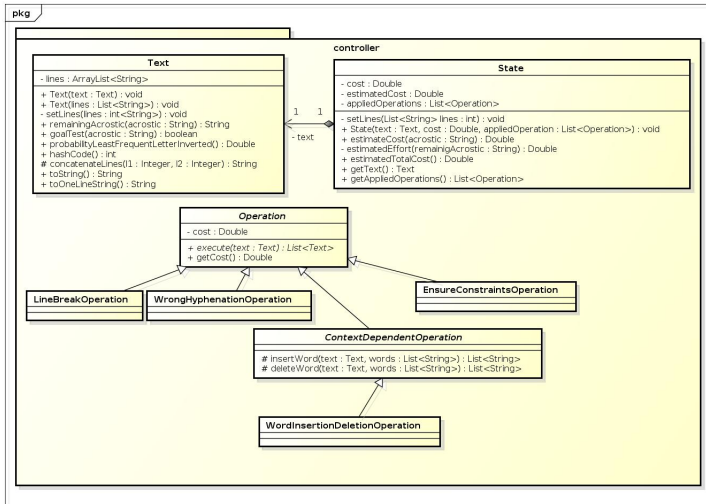 pkg
controller
Text
- lines : ArrayList<String>
+ Text(text : Text) : void
+ Text(lines : List<String>) : void
- setLines(lines : int<String>) : void
+ remainingAcrostic(acrostic : String) : String
+ goalTest(acrostic : String) : boolean
+ probabilityLeastFrequentLetterInverted() : Double
+ hashCode() : int
# concatenateLines(l1 : Integer, l2 : Integer) : String
+ toString() : String
+ toOneLineString() : String
1
1
- text
State
- cost : Double
- estimatedCost : Double
- appliedOperations : List<Operation>
- setLines(List<String> lines : int) : void
+ State(text : Text, cost : Double, appliedOperation : List<Operation>) : void
+ estimateCost(acrostic : String) : Double
- estimatedEffort(remainigAcrostic : String) : Double
+ estimatedTotalCost() : Double
+ getText() : Text
+ getAppliedOperations() : List<Operation>
Operation
- cost : Double
+ execute(text : Text) : List<Text>
+ getCost() : Double
LineBreakOperation
WrongHyphenationOperation
EnsureConstraintsOperation
ContextDependentOperation
# insertWord(text : Text, words : List<String>) : List<String>
# deleteWord(text : Text, words : List<String>) : List<String>
WordInsertionDeletionOperation